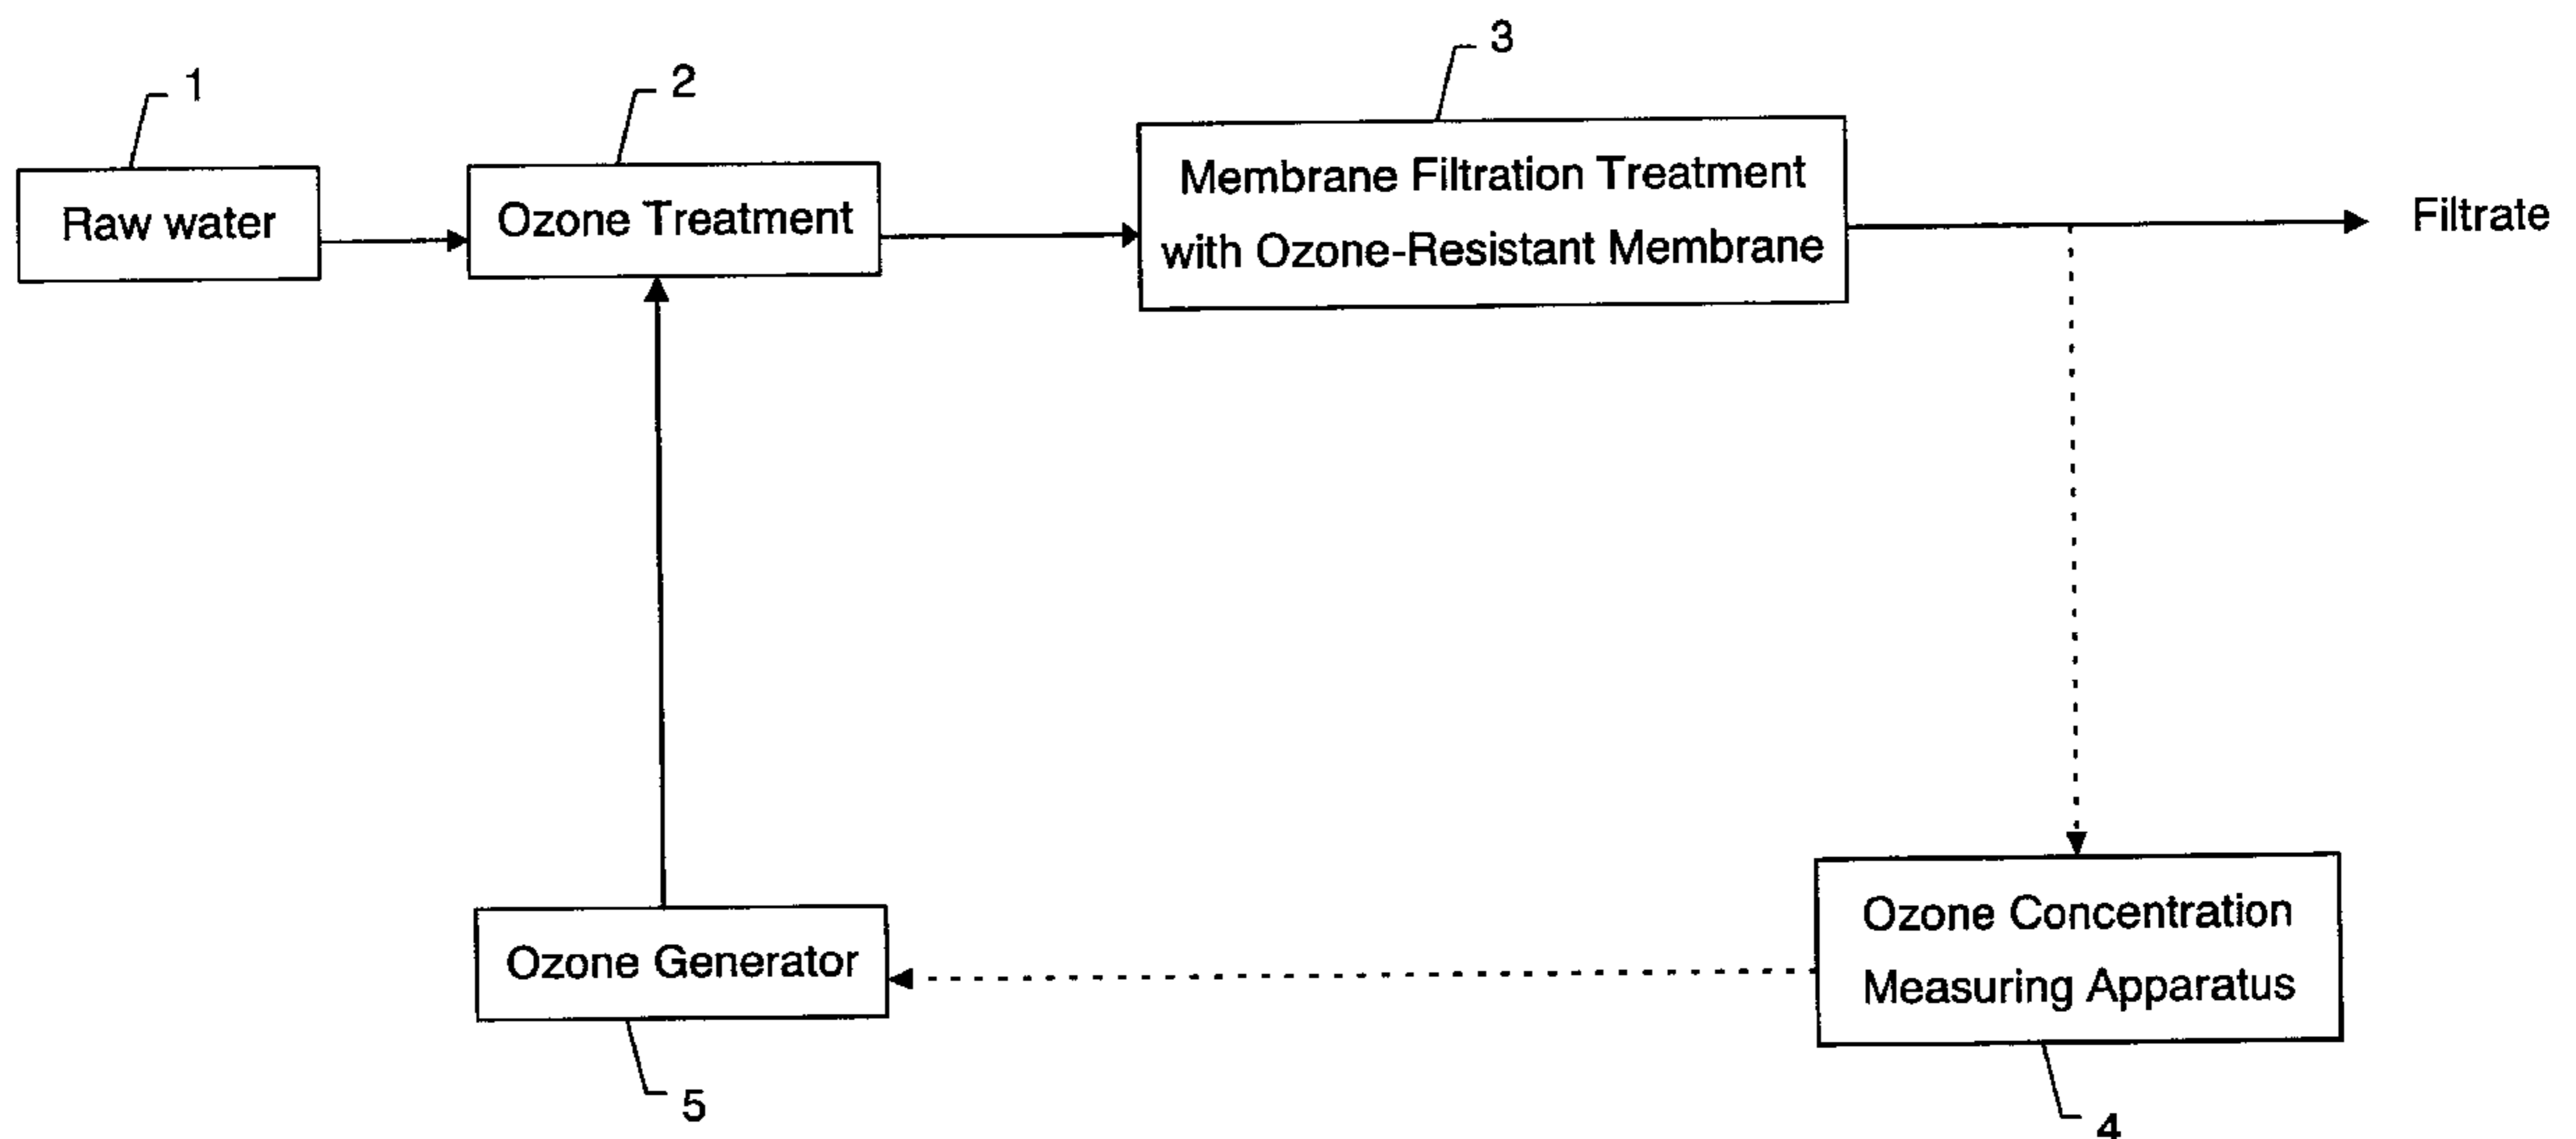 1
2
3
Raw water
Ozone Treatment
Membrane Filtration Treatment
with Ozone-Resistant Membrane
Filtrate
Ozone Generator
Ozone Concentration
Measuring Apparatus
5
4